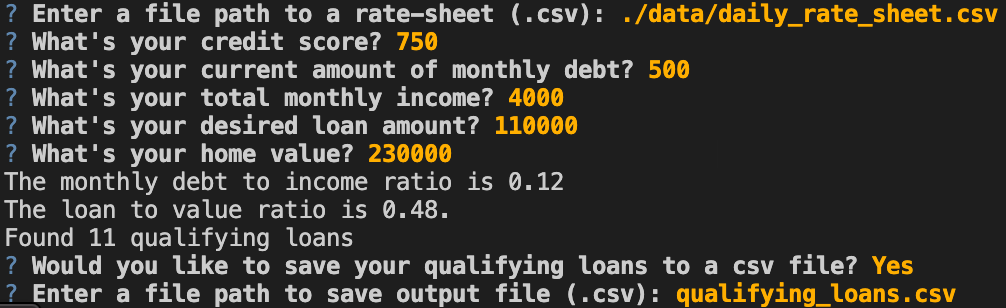 ? Enter a file path to a rate-sheet (.csv): ./data/daily_rate_sheet.csv
? What's your credit score? 750
? What's your current amount of monthly debt? 500
? What's your total monthly income? 4000
? What's your desired loan amount? 110000
? What's your home value? 230000
The monthly debt to income ratio is 0.12
The loan to value ratio is 0.48.
Found 11 qualifying loans
? Would you like to save your qualifying loans to a csv file? Yes
? Enter a file path to save output file (.csv): qualifying_loans.csv